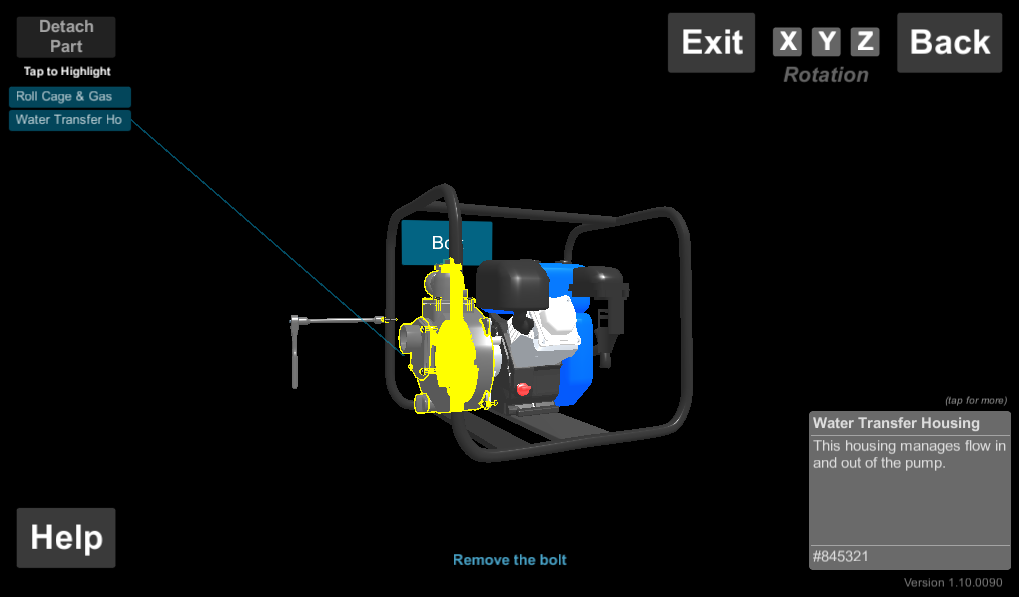 Detach
Part
Tap to Highlight
Roll Cage & Gas
Water Transfer Ho
Exit
X Y Z
Rotation
Back
(tap for more)
Water Transfer Housing
This housing manages flow in
and out of the pump.
#845321
Help
Remove the bolt
Version 1.10.0090